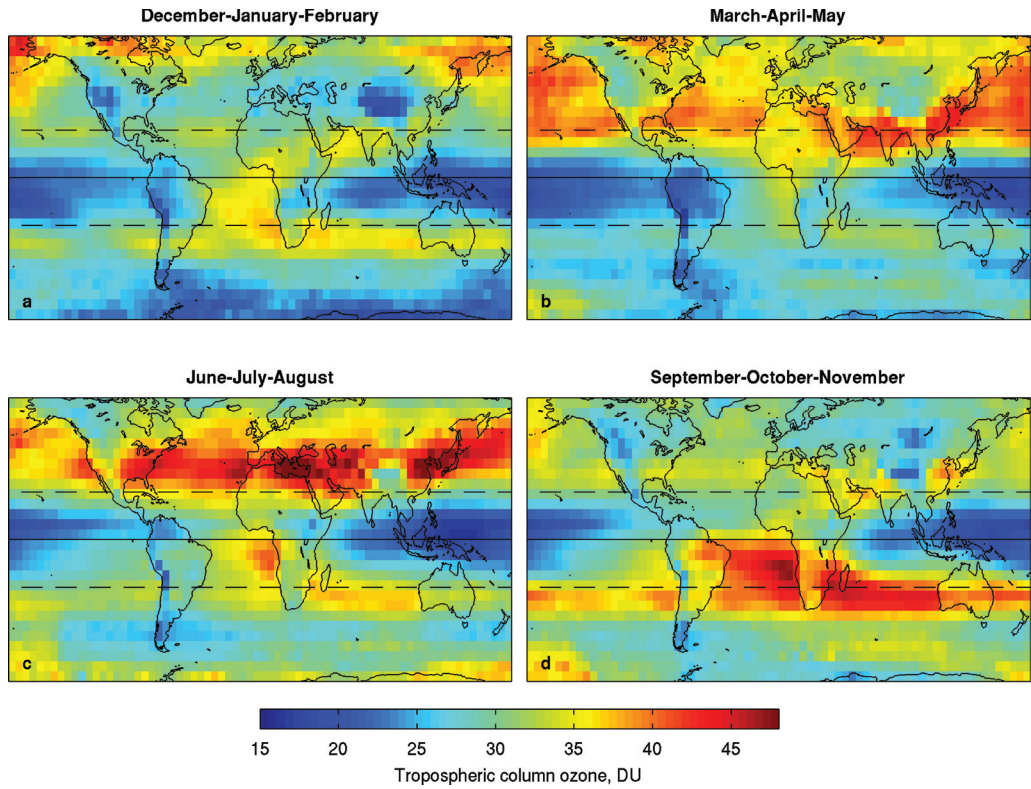 December-January-February
March-April-May
a
b
June-July-August
September-October-November
c
d
15 20 25 30 35 40 45
Tropospheric column ozone, DU